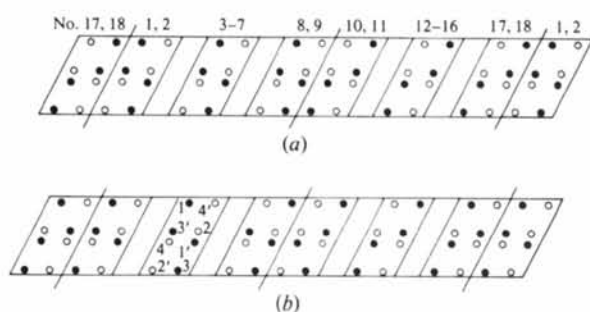 No. 17, 18 1, 2 3–7 8, 9 10, 11 12–16 17, 18 1, 2
(a)
1 4′
3′ 2
4 1′
2′ 3
(b)